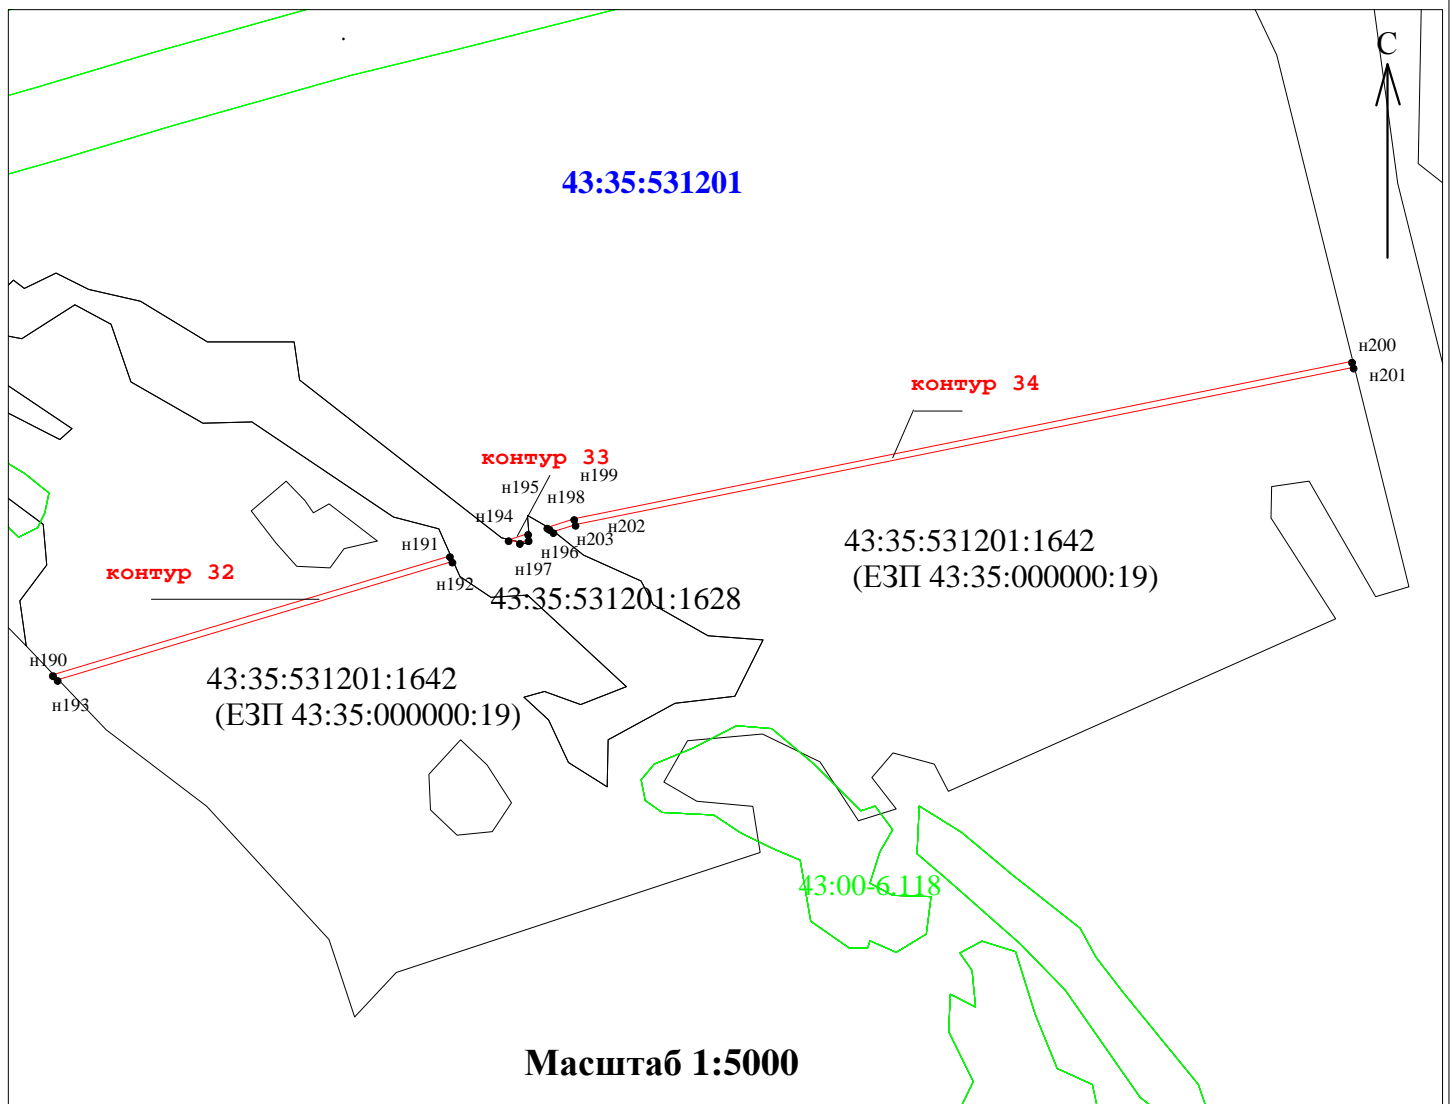 С
43:35:531201
н200
н201
контур 34
контур 33
н199
н195
н198
н194
н202
н203
н196
н191
н197
н192
43:35:531201:1642
(ЕЗП 43:35:000000:19)
контур 32
43:35:531201:1628
н190
н193
43:35:531201:1642
(ЕЗП 43:35:000000:19)
43:00-6.118
Масштаб 1:5000